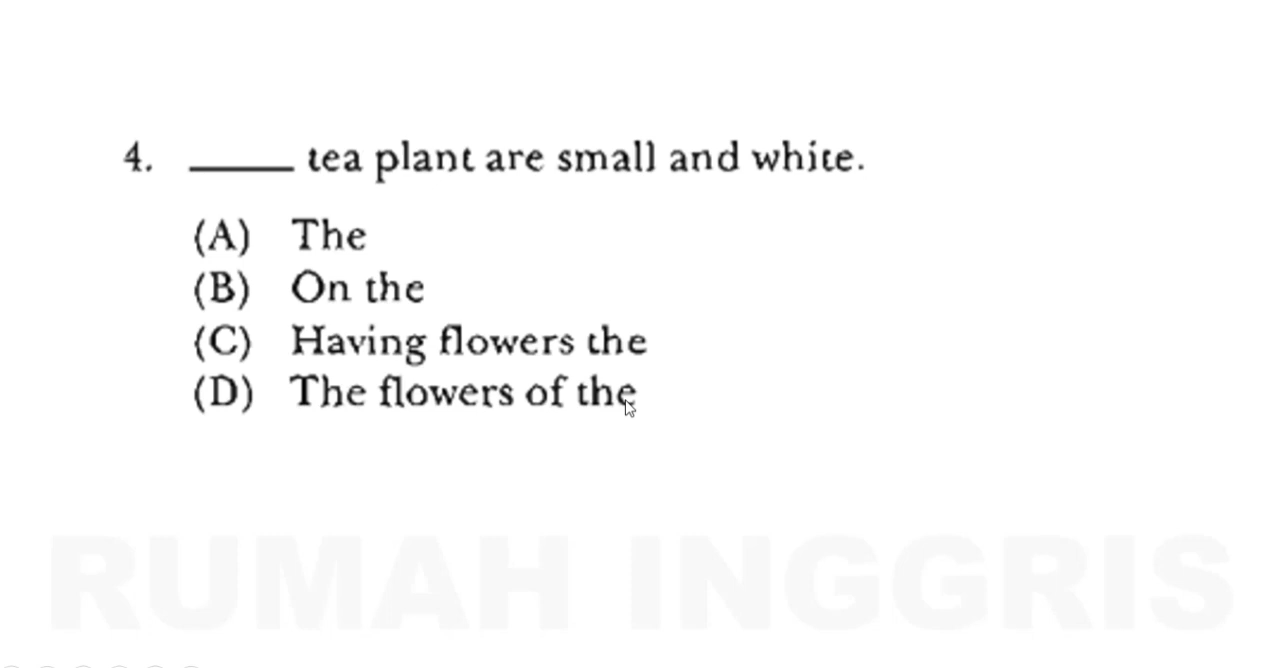 4. ____ tea plant are small and white.
(A) The
(B) On the
(C) Having flowers the
(D) The flowers of the
RUMAH INGGRIS